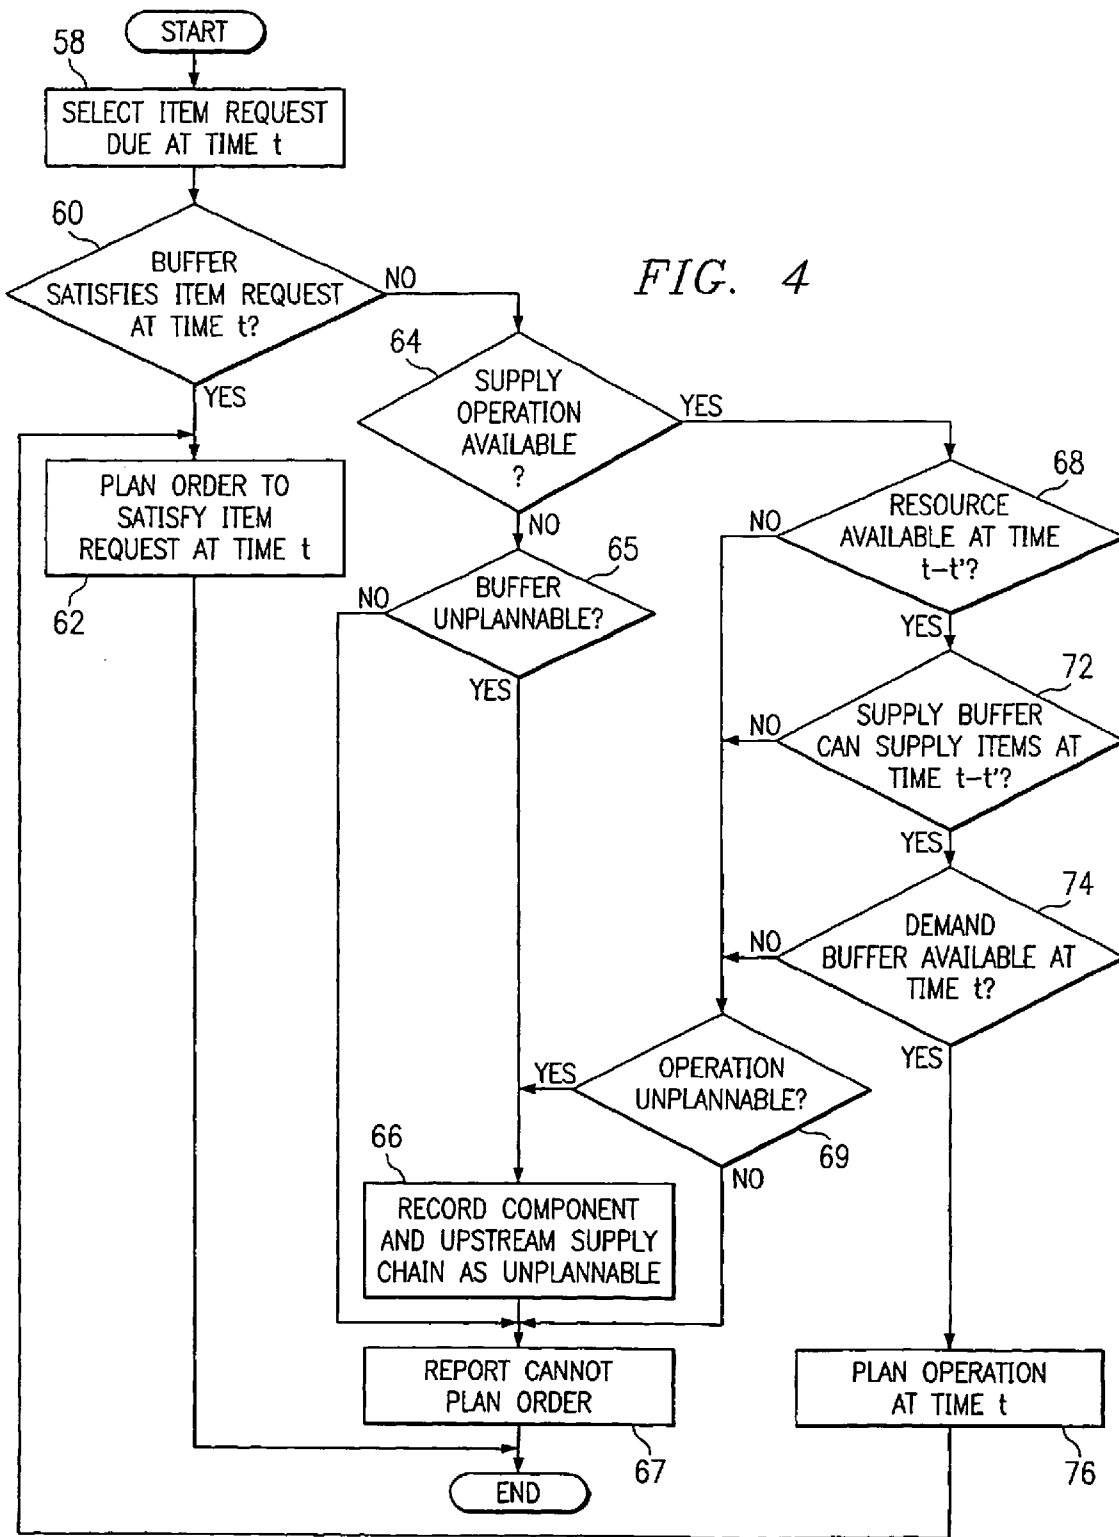 START
58
SELECT ITEM REQUEST
DUE AT TIME t
60
BUFFER
SATISFIES ITEM REQUEST
AT TIME t?
NO
YES
FIG. 4
64
SUPPLY
OPERATION
AVAILABLE
?
YES
NO
PLAN ORDER TO
SATISFY ITEM
REQUEST AT TIME t
62
65
BUFFER
UNPLANNABLE?
NO
YES
68
RESOURCE
AVAILABLE AT TIME
t-t'?
NO
YES
72
SUPPLY BUFFER
CAN SUPPLY ITEMS AT
TIME t-t'?
NO
YES
74
DEMAND
BUFFER AVAILABLE AT
TIME t?
NO
YES
OPERATION
UNPLANNABLE?
YES
69
NO
66
RECORD COMPONENT
AND UPSTREAM SUPPLY
CHAIN AS UNPLANNABLE
REPORT CANNOT
PLAN ORDER
67
PLAN OPERATION
AT TIME t
76
END